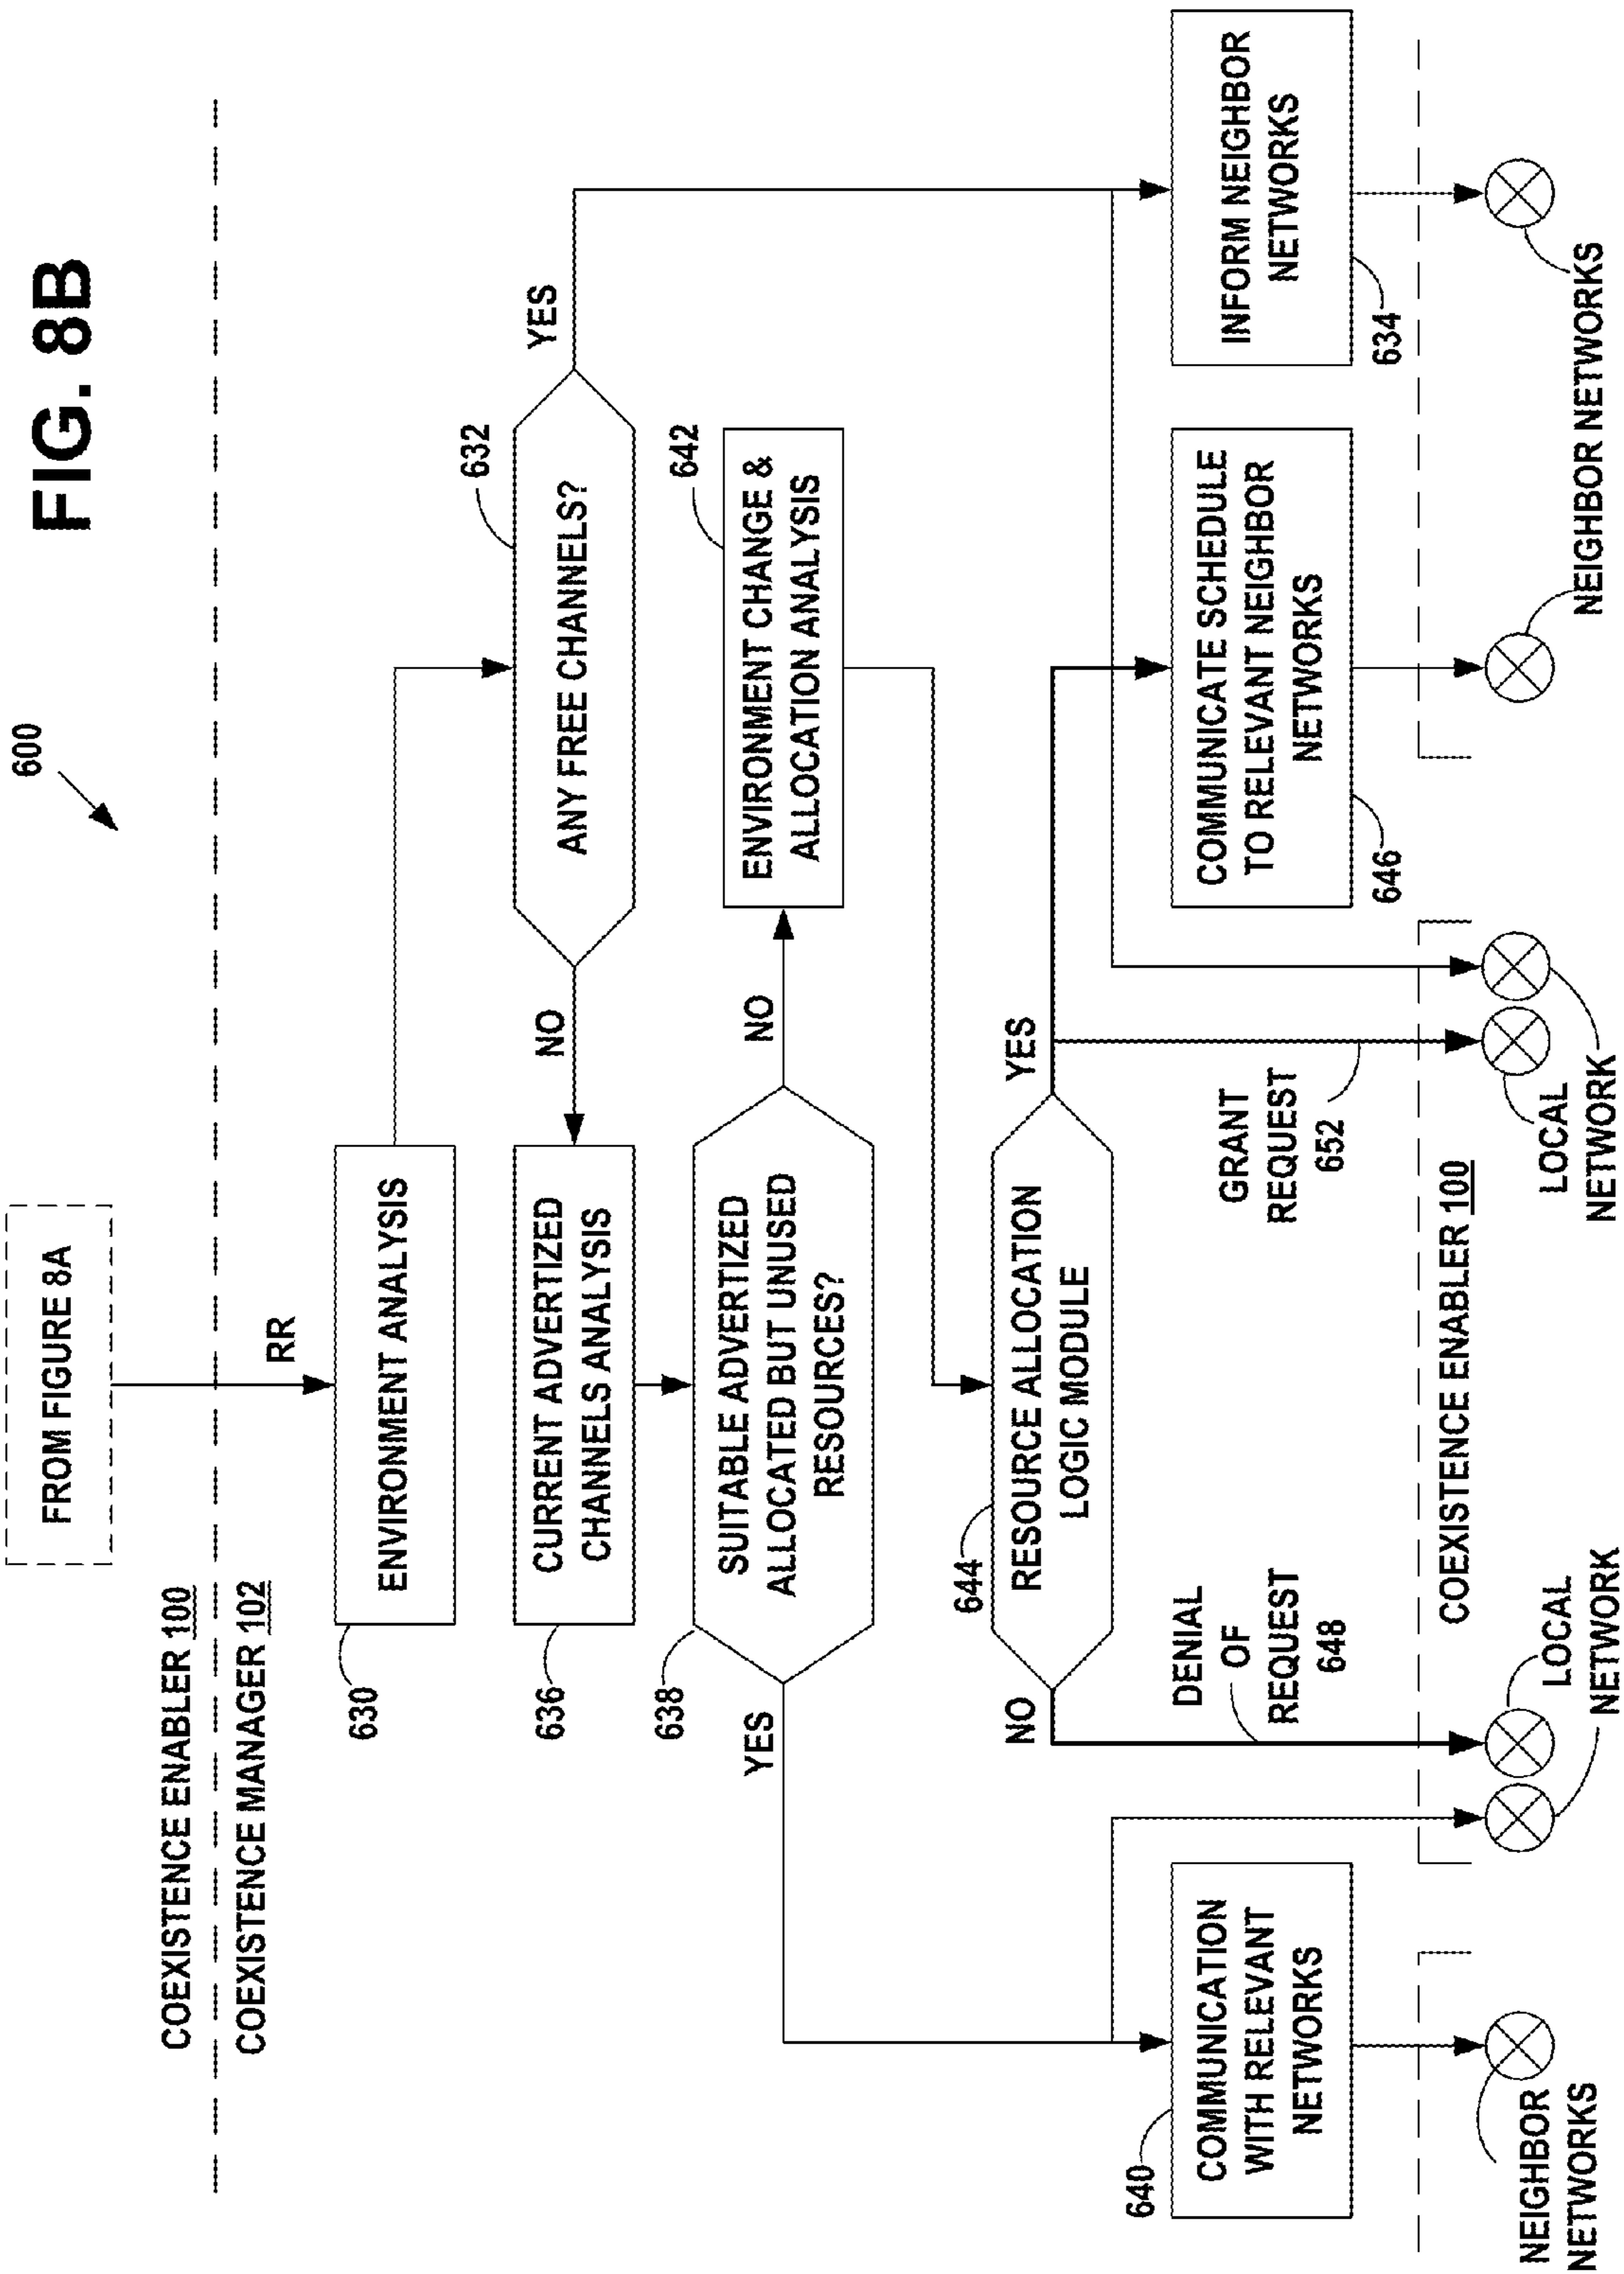 FIG. 8B
600
FROM FIGURE 8A
COEXISTENCE ENABLER 100
COEXISTENCE MANAGER 102
RR
630
ENVIRONMENT ANALYSIS
632
ANY FREE CHANNELS?
NO
YES
636
CURRENT ADVERTIZED
CHANNELS ANALYSIS
642
ENVIRONMENT CHANGE &
ALLOCATION ANALYSIS
638
SUITABLE ADVERTIZED
ALLOCATED BUT UNUSED
RESOURCES?
YES
NO
644
RESOURCE ALLOCATION
LOGIC MODULE
NO
YES
DENIAL
OF
REQUEST
648
GRANT
REQUEST
652
640
COMMUNICATION
WITH RELEVANT
NETWORKS
646
COMMUNICATE SCHEDULE
TO RELEVANT NEIGHBOR
NETWORKS
634
INFORM NEIGHBOR
NETWORKS
COEXISTENCE ENABLER 100
NEIGHBOR
NETWORKS
LOCAL
NETWORK
LOCAL
NETWORK
NEIGHBOR NETWORKS